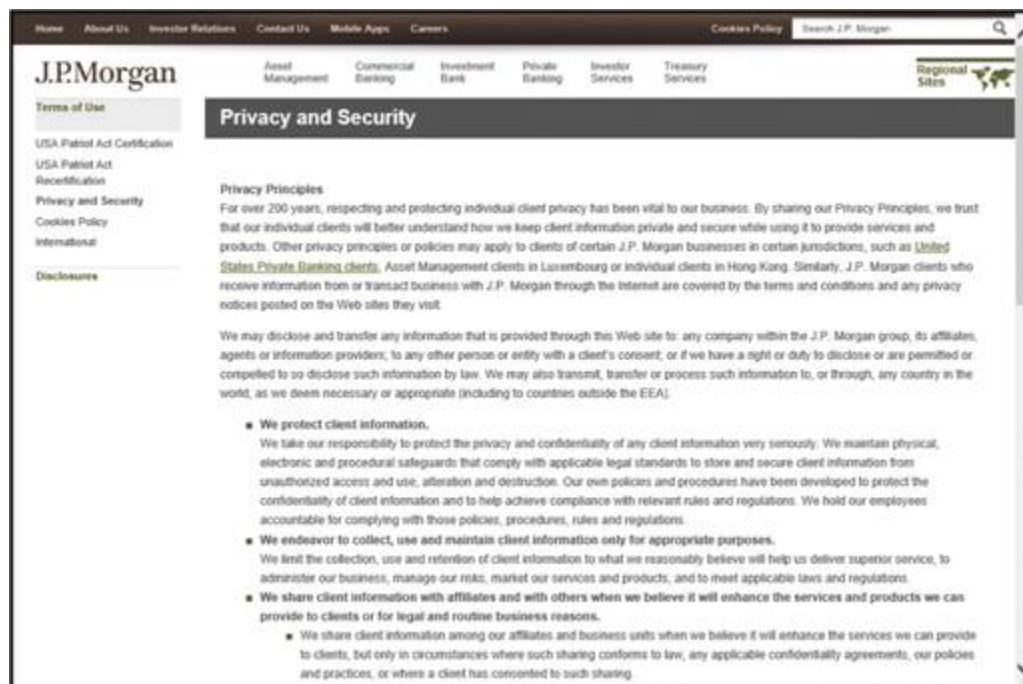 Home About Us Investor Relations Contact Us Mobile Apps Careers Cookies Policy Search J.P. Morgan
J.P.Morgan
Asset Management
Commercial Banking
Investment Bank
Private Banking
Investor Services
Treasury Services
Regional Sites
Terms of Use
USA Patriot Act Certification
USA Patriot Act
Recertification
Privacy and Security
Cookies Policy
International
Disclosures
Privacy and Security
Privacy Principles
For over 200 years, respecting and protecting individual client privacy has been vital to our business. By sharing our Privacy Principles, we trust
that our individual clients will better understand how we keep client information private and secure while using it to provide services and
products. Other privacy principles or policies may apply to clients of certain J.P. Morgan businesses in certain jurisdictions, such as United
States Private Banking clients, Asset Management clients in Luxembourg or individual clients in Hong Kong. Similarly, J.P. Morgan clients who
receive information from or transact business with J.P. Morgan through the Internet are covered by the terms and conditions and any privacy
notices posted on the Web sites they visit.
We may disclose and transfer any information that is provided through this Web site to: any company within the J.P. Morgan group, its affiliates,
agents or information providers; to any other person or entity with a client's consent; or if we have a right or duty to disclose or are permitted or
compelled to so disclose such information by law. We may also transmit, transfer or process such information to, or through, any country in the
world, as we deem necessary or appropriate (including to countries outside the EEA).
■ We protect client information.
We take our responsibility to protect the privacy and confidentiality of any client information very seriously. We maintain physical,
electronic and procedural safeguards that comply with applicable legal standards to store and secure client information from
unauthorized access and use, alteration and destruction. Our own policies and procedures have been developed to protect the
confidentiality of client information and to help achieve compliance with relevant rules and regulations. We hold our employees
accountable for complying with those policies, procedures, rules and regulations.
■ We endeavor to collect, use and maintain client information only for appropriate purposes.
We limit the collection, use and retention of client information to what we reasonably believe will help us deliver superior service, to
administer our business, manage our risks, market our services and products, and to meet applicable laws and regulations.
■ We share client information with affiliates and with others when we believe it will enhance the services and products we can
provide to clients or for legal and routine business reasons.
■ We share client information among our affiliates and business units when we believe it will enhance the services we can provide
to clients, but only in circumstances where such sharing conforms to law, any applicable confidentiality agreements, our policies
and practices, or where a client has consented to such sharing.